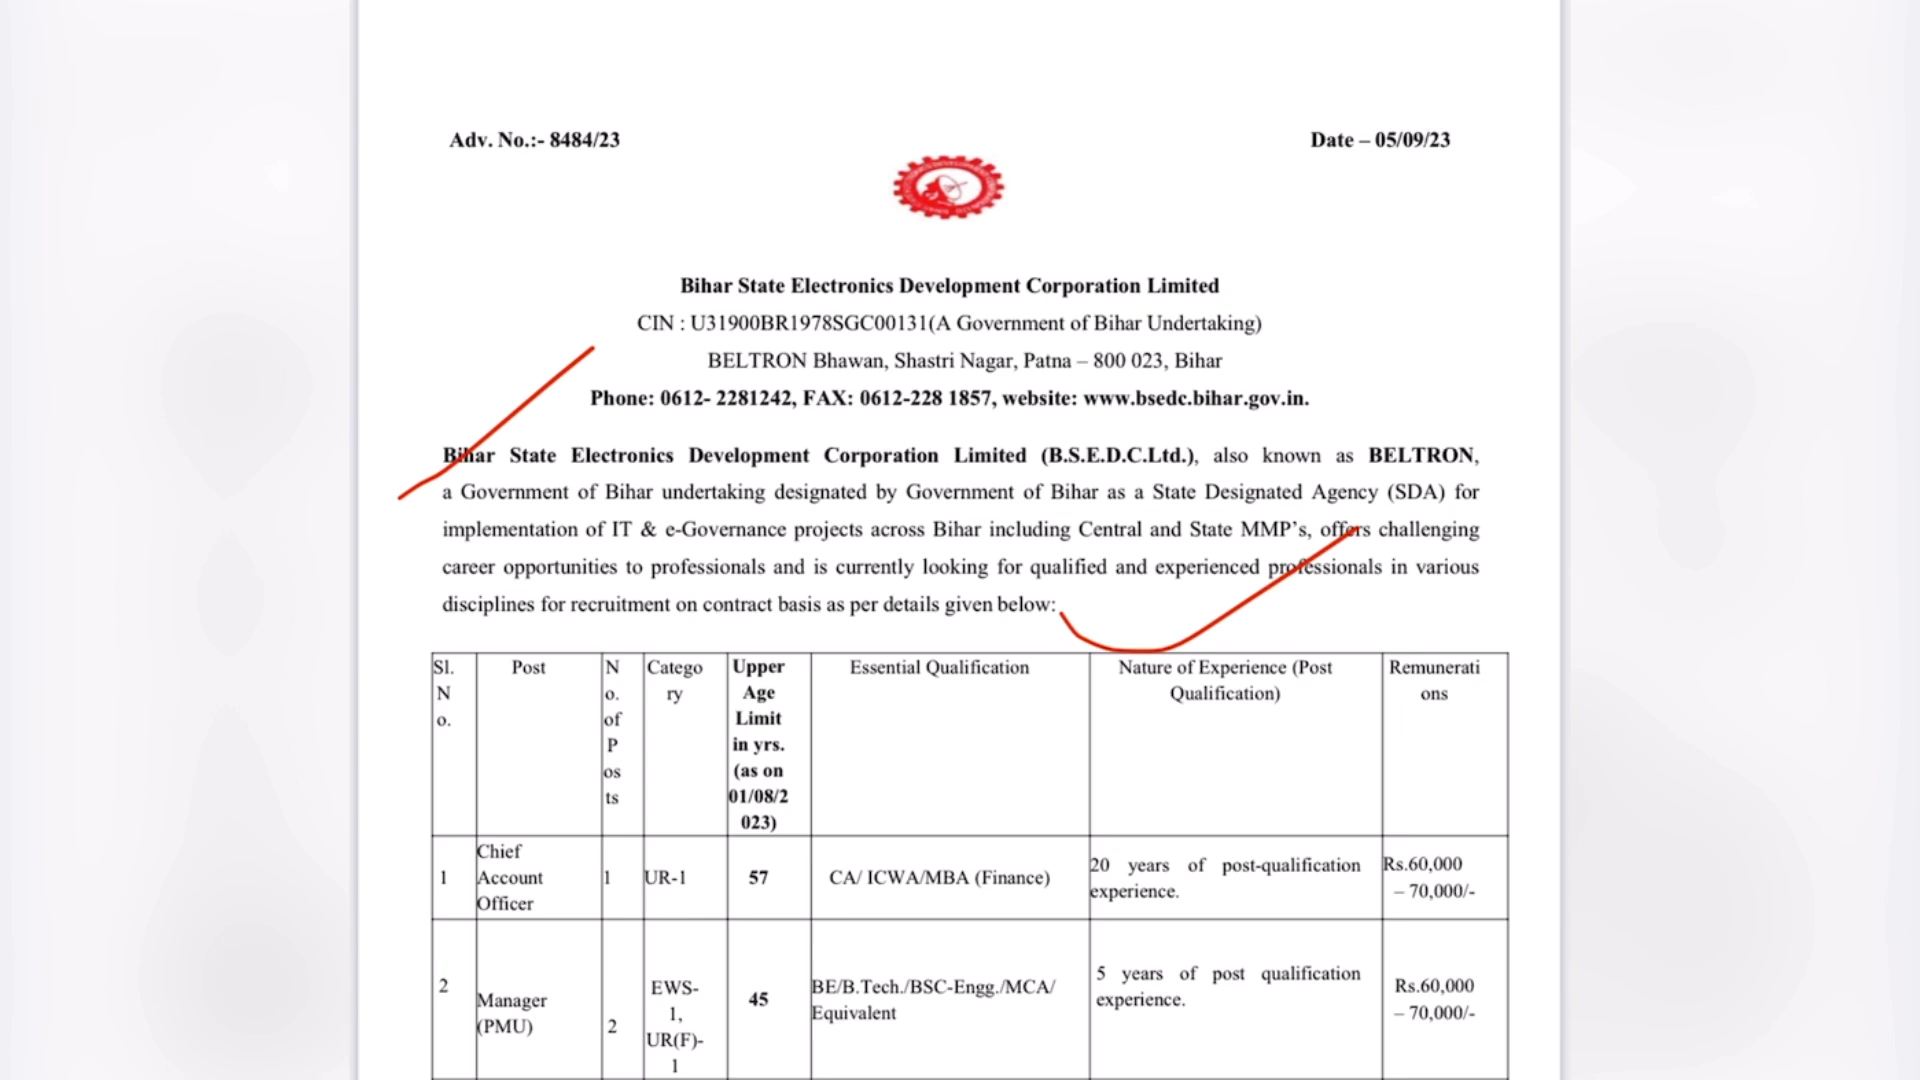 Adv. No.:- 8484/23
Date – 05/09/23
Bihar State Electronics Development Corporation Limited
CIN : U31900BR1978SGC00131(A Government of Bihar Undertaking)
BELTRON Bhawan, Shastri Nagar, Patna – 800 023, Bihar
Phone: 0612- 2281242, FAX: 0612-228 1857, website: www.bsedc.bihar.gov.in.
Bihar State Electronics Development Corporation Limited (B.S.E.D.C.Ltd.), also known as BELTRON,
a Government of Bihar undertaking designated by Government of Bihar as a State Designated Agency (SDA) for
implementation of IT & e-Governance projects across Bihar including Central and State MMP's, offers challenging
career opportunities to professionals and is currently looking for qualified and experienced professionals in various
disciplines for recruitment on contract basis as per details given below:
Sl.
N
o.
Post
N
o.
of
P
os
ts
Catego
ry
Upper
Age
Limit
in yrs.
(as on
01/08/2
023)
Essential Qualification
Nature of Experience (Post
Qualification)
Remunerati
ons
1
Chief
Account
Officer
1
UR-1
57
CA/ ICWA/MBA (Finance)
20 years of post-qualification
experience.
Rs.60,000
– 70,000/-
2
Manager
(PMU)
2
EWS-
1,
UR(F)-
1
45
BE/B.Tech./BSC-Engg./MCA/
Equivalent
5 years of post qualification
experience.
Rs.60,000
– 70,000/-